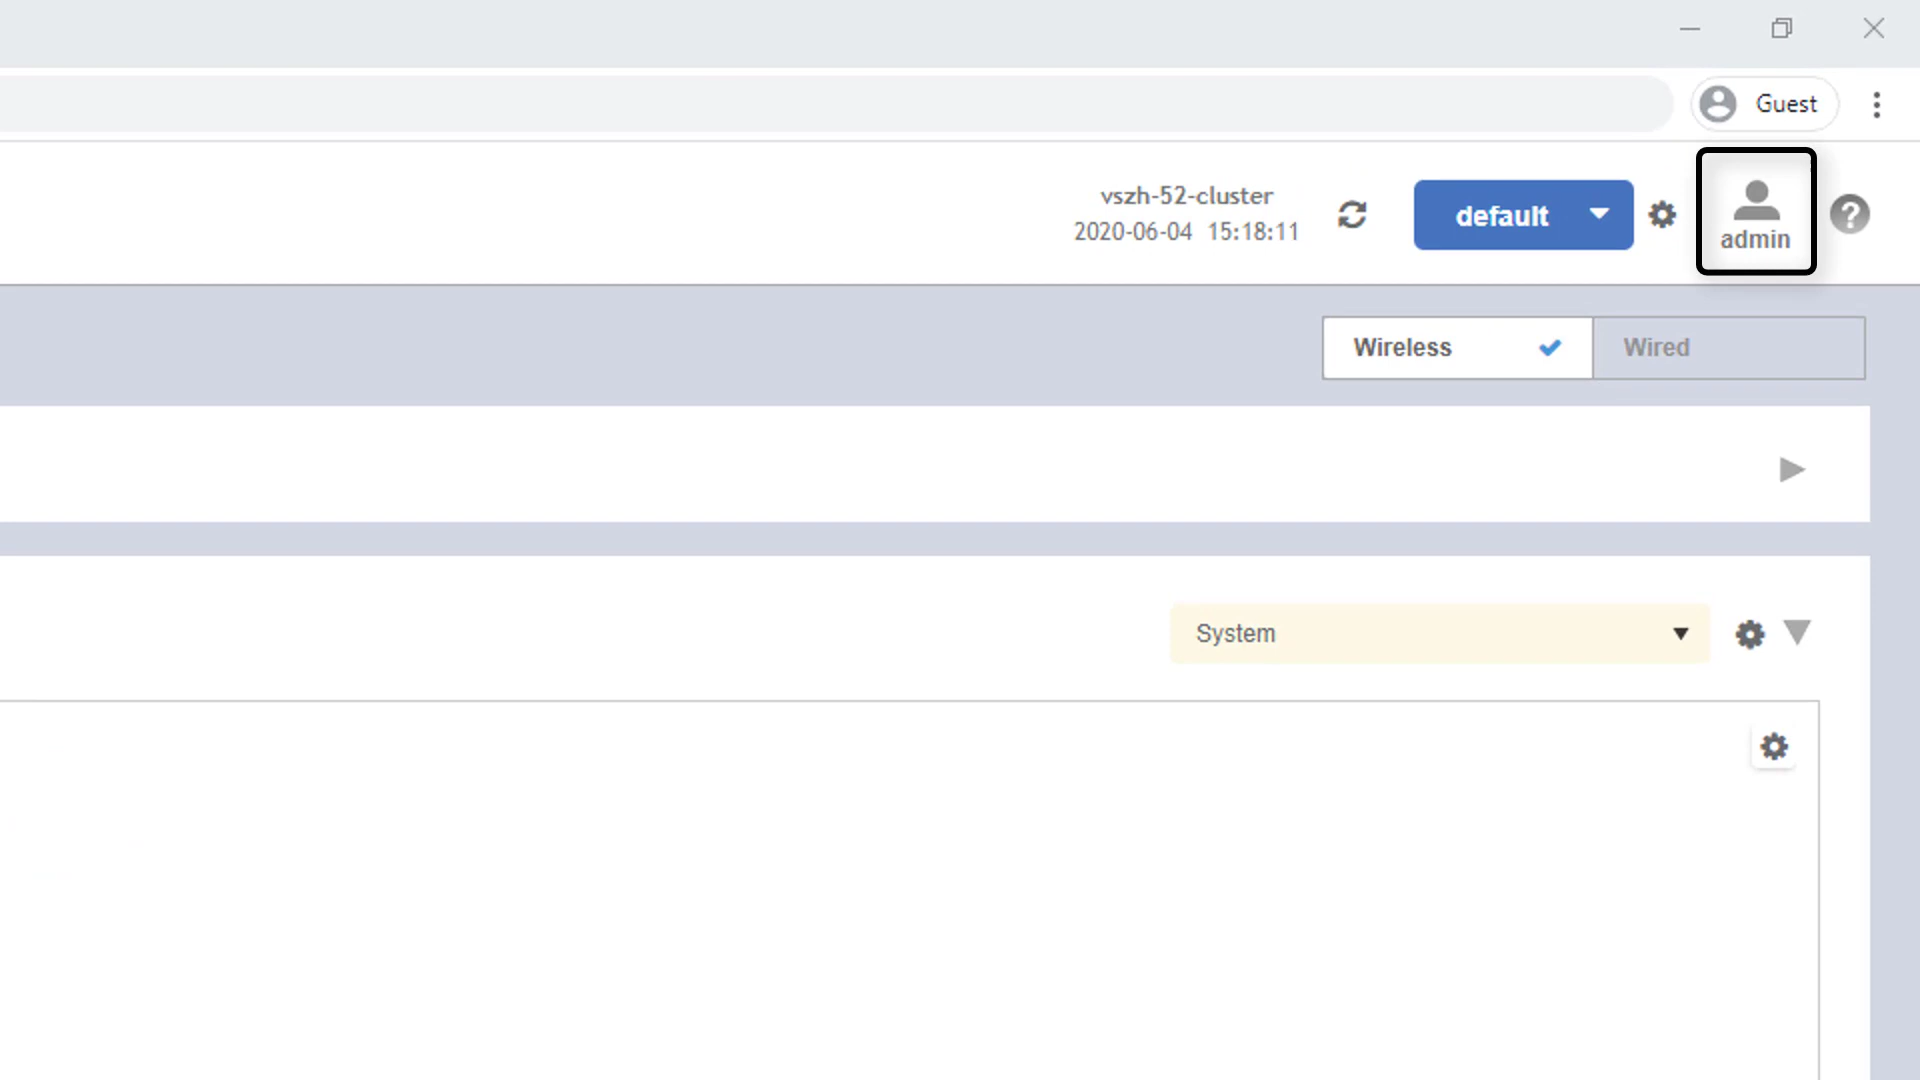 Guest
vszh-52-cluster
2020-06-04 15:18:11
default
admin
?
Wireless
Wired
System